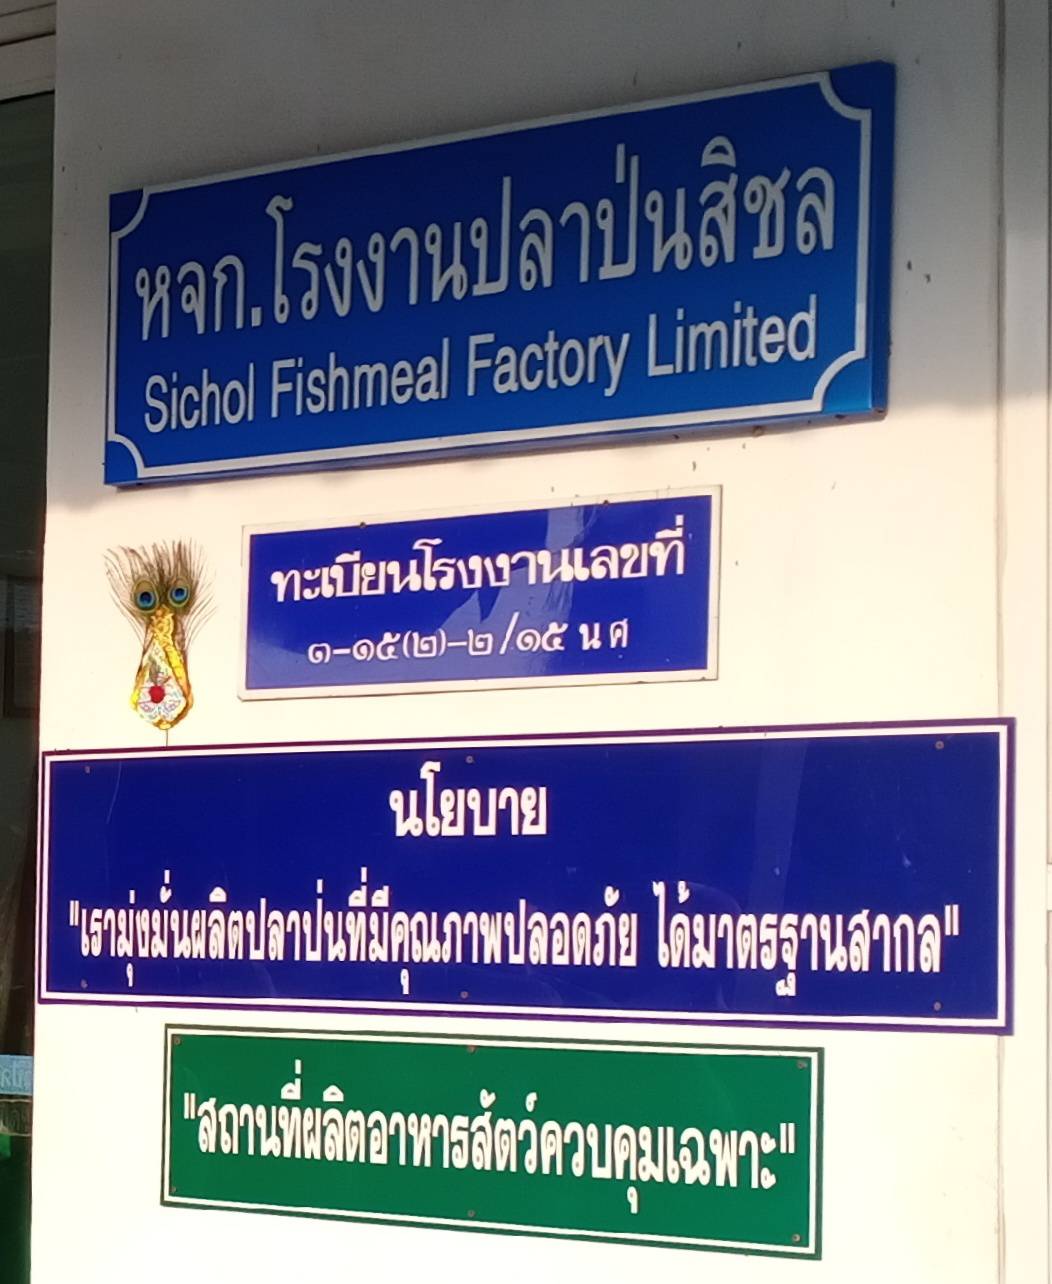 หจก.โรงงานปลาป่นสิชล
Sichol Fishmeal Factory Limited
ทะเบียนโรงงานเลขที่
๓-๑๕(๒)-๒/๑๕ น ศ
นโยบาย
"เรามุ่งมั่นผลิตปลาป่นที่มีคุณภาพปลอดภัย ได้มาตรฐานสากล"
"สถานที่ผลิตอาหารสัตว์ควบคุมเฉพาะ"